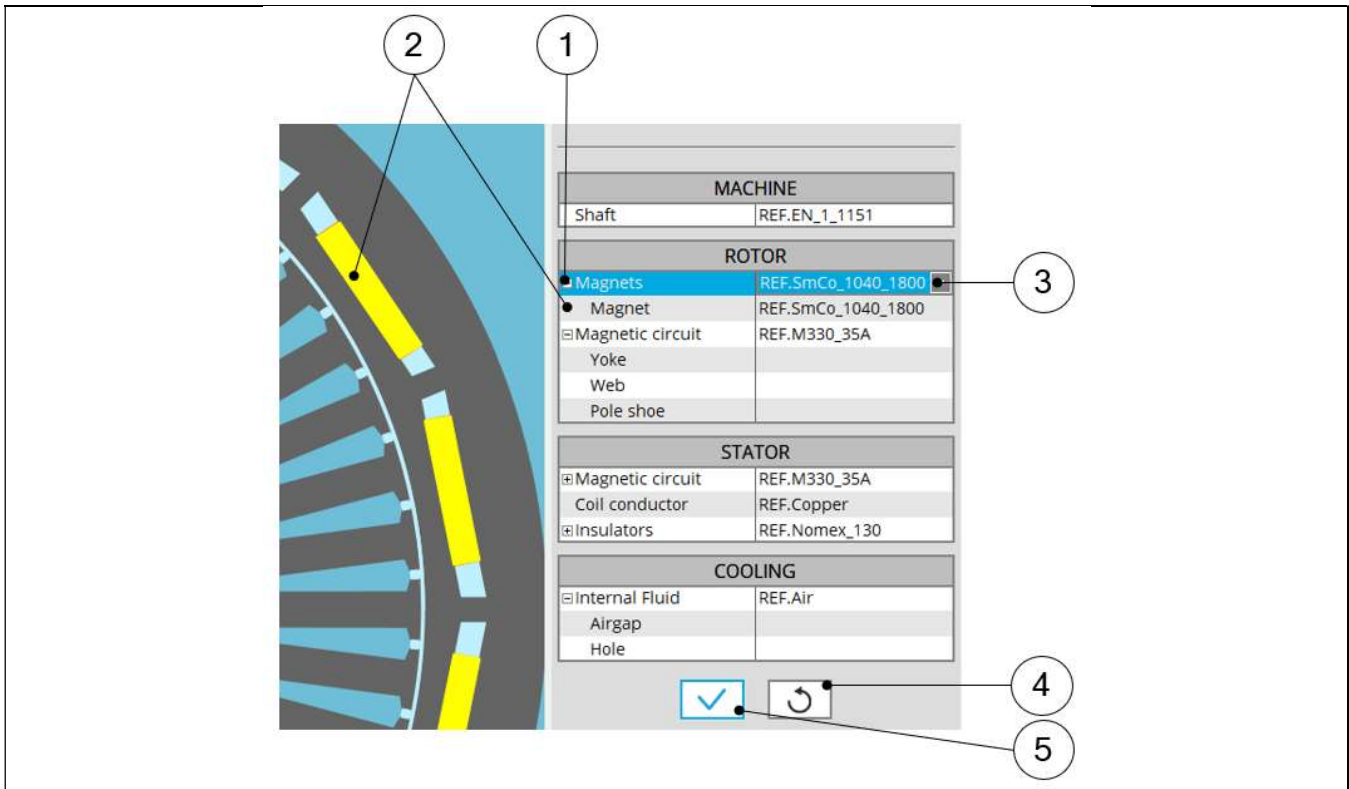 2 1
MACHINE
Shaft REF.EN_1_1151
ROTOR
Magnets REF.SmCo_1040_1800
3
Magnet REF.SmCo_1040_1800
Magnetic circuit REF.M330_35A
Yoke
Web
Pole shoe
STATOR
Magnetic circuit REF.M330_35A
Coil conductor REF.Copper
Insulators REF.Nomex_130
COOLING
Internal Fluid REF.Air
Airgap
Hole
4
5